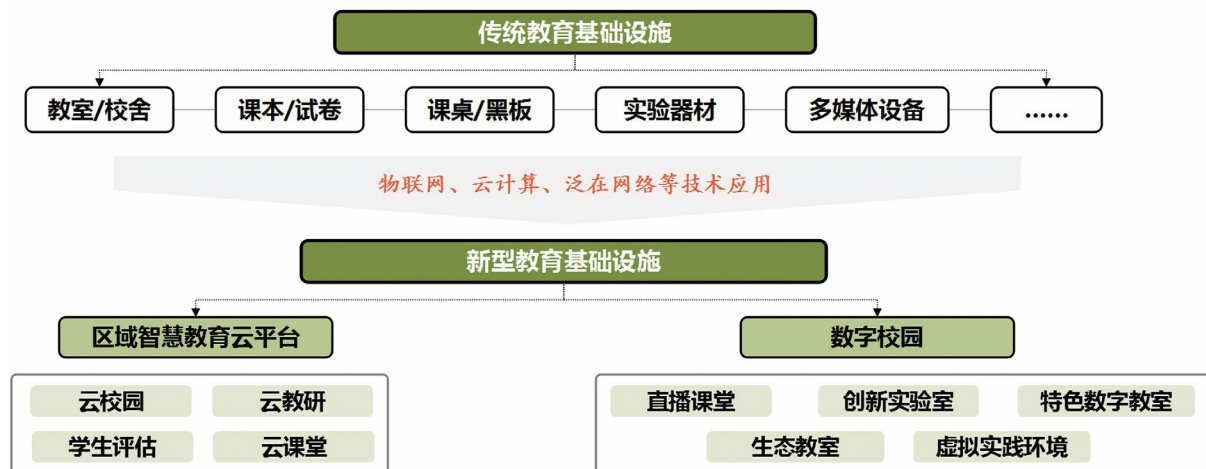 传统教育基础设施
教室/校舍 课本/试卷 课桌/黑板 实验器材 多媒体设备 ......
物联网、云计算、泛在网络等技术应用
新型教育基础设施
区域智慧教育云平台 数字校园
云校园 云教研 直播课堂 创新实验室 特色数字教室
学生评估 云课堂 生态教室 虚拟实践环境